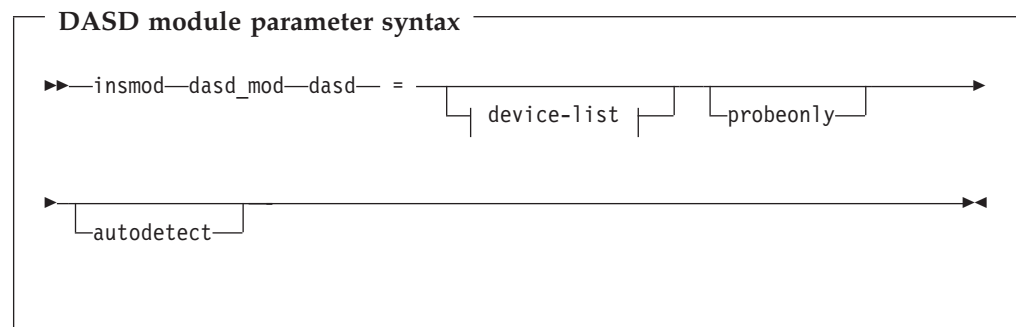 DASD module parameter syntax
insmod dasd_mod dasd =
device-list
probeonly
autodetect